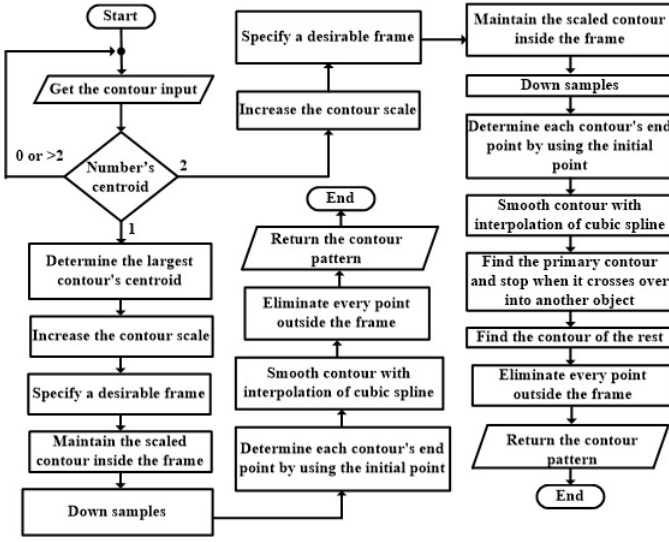 Start
Get the contour input
0 or >2
Number's
centroid
2
1
Determine the largest
contour's centroid
Increase the contour scale
Specify a desirable frame
Maintain the scaled
contour inside the frame
Down samples
Determine each contour's end
point by using the initial point
Smooth contour with
interpolation of cubic spline
Eliminate every point
outside the frame
Return the contour
pattern
End
Increase the contour scale
Specify a desirable frame
Maintain the scaled contour
inside the frame
Down samples
Determine each contour's end
point by using the initial
point
Smooth contour with
interpolation of cubic spline
Find the primary contour
and stop when it crosses over
into another object
Find the contour of the rest
Eliminate every point
outside the frame
Return the contour
pattern
End